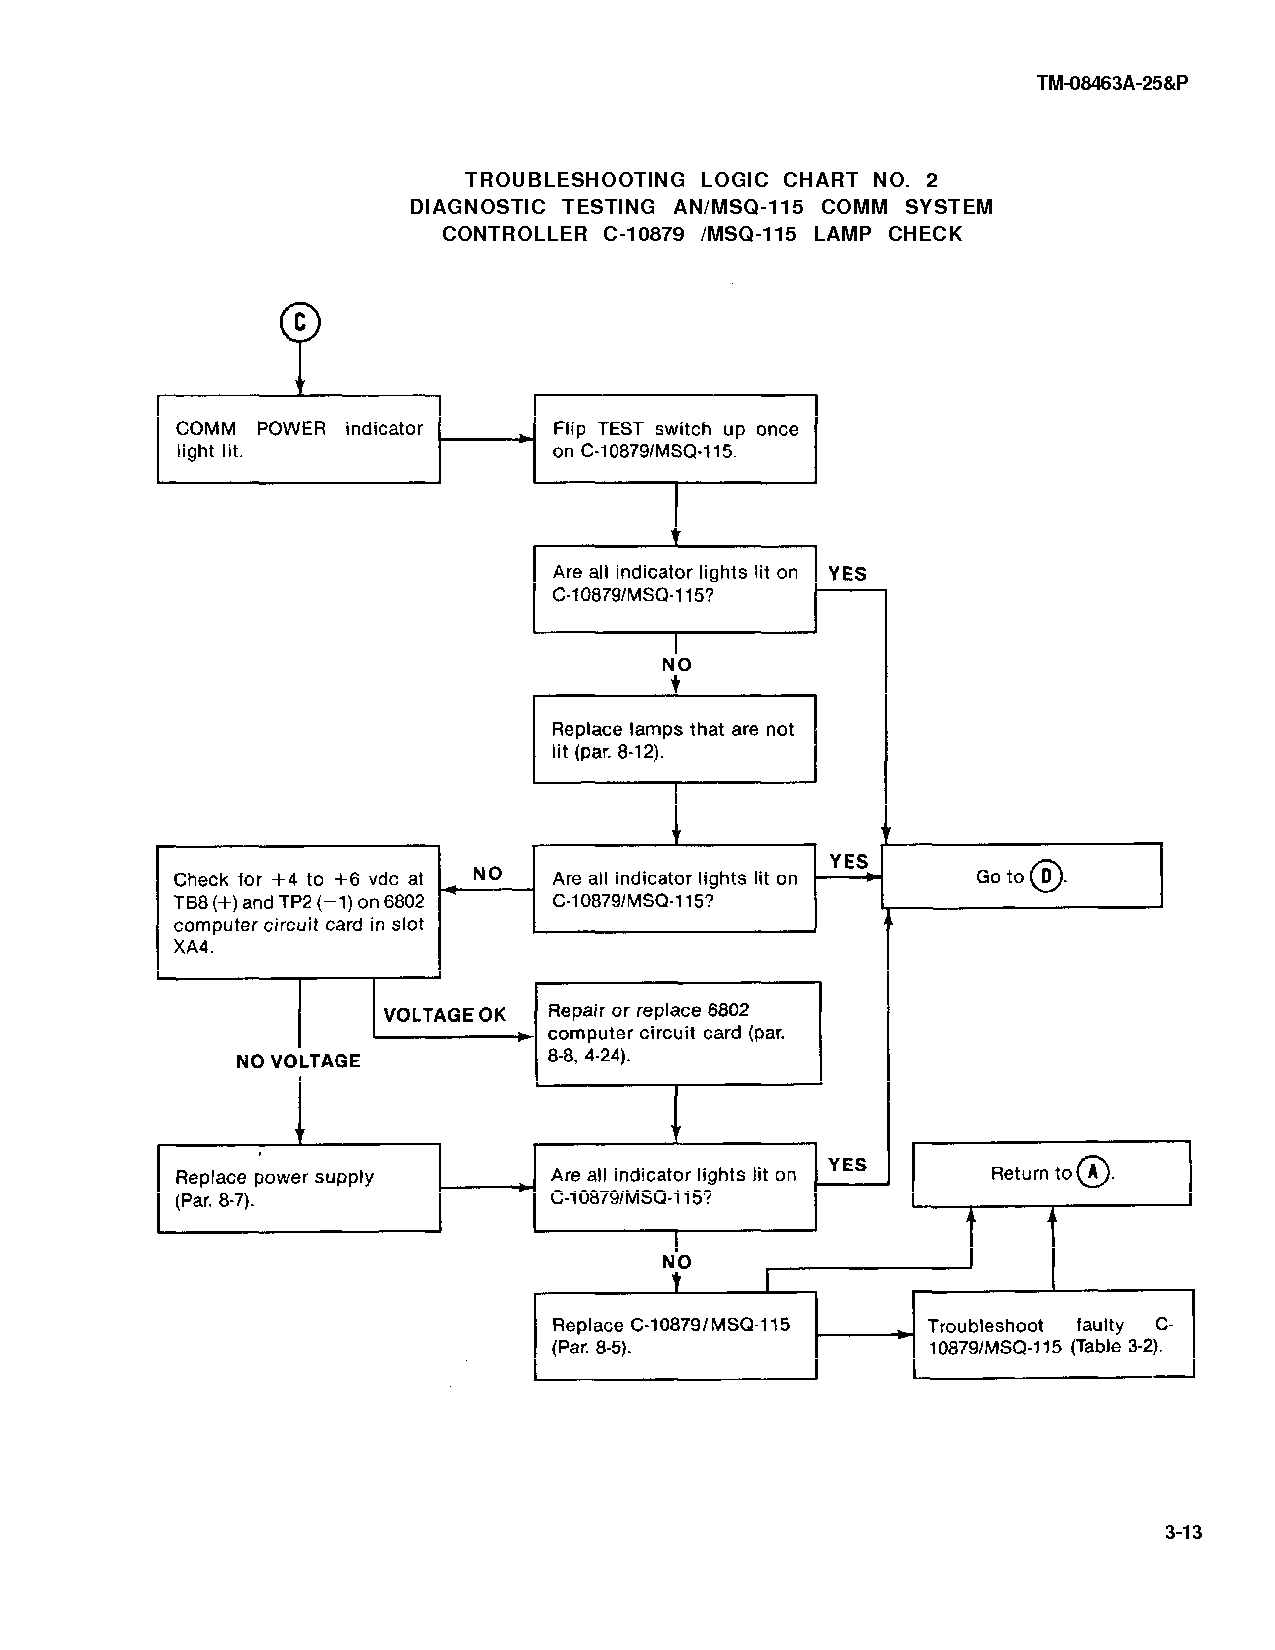 TM-08463A-25&P
TROUBLESHOOTING LOGIC CHART NO. 2
DIAGNOSTIC TESTING AN/MSQ-115 COMM SYSTEM
CONTROLLER C-10879 /MSQ-115 LAMP CHECK
C
COMM POWER indicator
light lit.
Flip TEST switch up once
on C-10879/MSQ-115.
Are all indicator lights lit on
C-10879/MSQ-115?
YES
NO
Replace lamps that are not
lit (par. 8-12).
Check for +4 to +6 vdc at
TB8 (+) and TP2 (−1) on 6802
computer circuit card in slot
XA4.
NO
Are all indicator lights lit on
C-10879/MSQ-115?
YES
Go to D.
VOLTAGE OK
NO VOLTAGE
Repair or replace 6802
computer circuit card (par.
8-8, 4-24).
Replace power supply
(Par. 8-7).
Are all indicator lights lit on
C-10879/MSQ-115?
YES
Return to A.
NO
Replace C-10879/MSQ-115
(Par. 8-5).
Troubleshoot faulty C-
10879/MSQ-115 (Table 3-2).
3-13